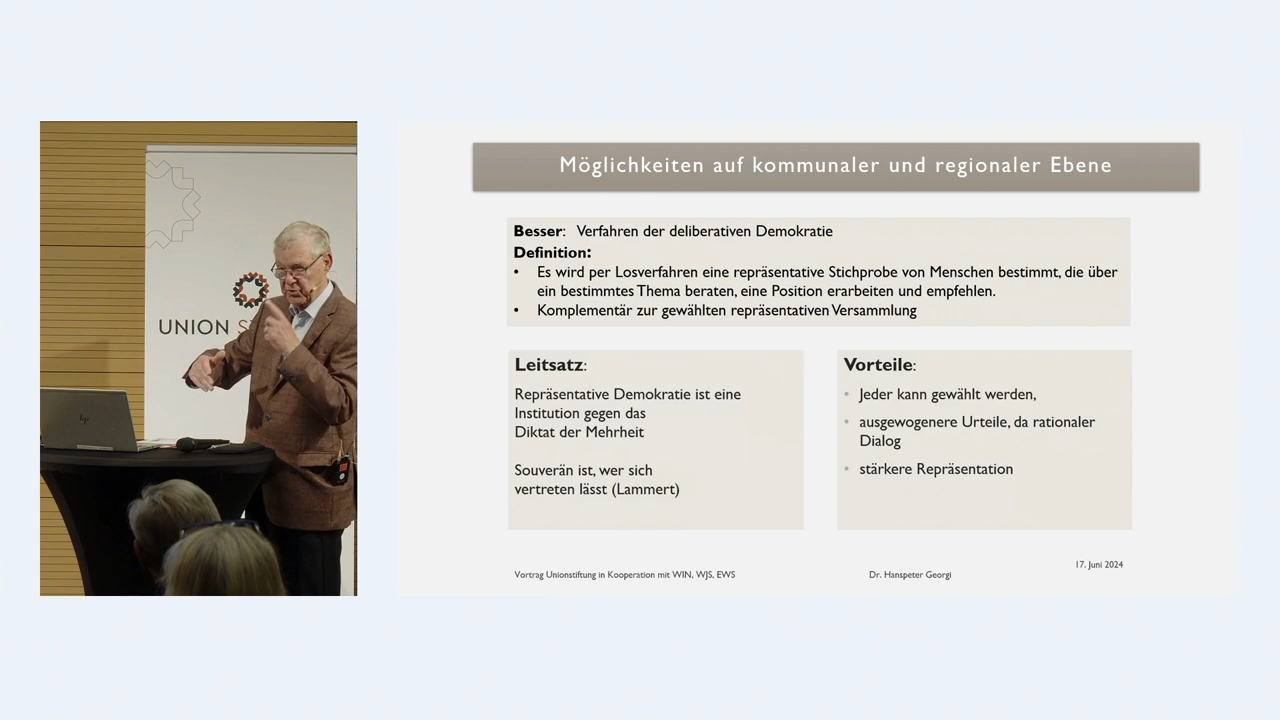 UNION
Möglichkeiten auf kommunaler und regionaler Ebene
Besser: Verfahren der deliberativen Demokratie
Definition:
• Es wird per Losverfahren eine repräsentative Stichprobe von Menschen bestimmt, die über
ein bestimmtes Thema beraten, eine Position erarbeiten und empfehlen.
• Komplementär zur gewählten repräsentativen Versammlung
Leitsatz:
Repräsentative Demokratie ist eine
Institution gegen das
Diktat der Mehrheit
Souverän ist, wer sich
vertreten lässt (Lammert)
Vorteile:
• Jeder kann gewählt werden,
• ausgewogenere Urteile, da rationaler
Dialog
• stärkere Repräsentation
Vortrag Unionstiftung in Kooperation mit WIN, WJS, EWS
Dr. Hanspeter Georgi
17. Juni 2024